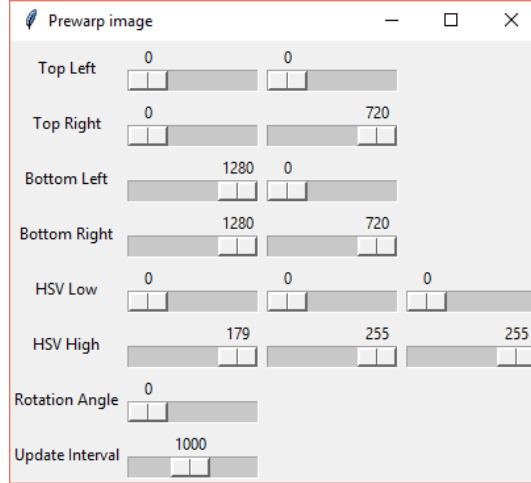 Prewarp image
0 0
Top Left
0 720
Top Right
1280 0
Bottom Left
1280 720
Bottom Right
0 0 0
HSV Low
179 255 255
HSV High
0
Rotation Angle
1000
Update Interval